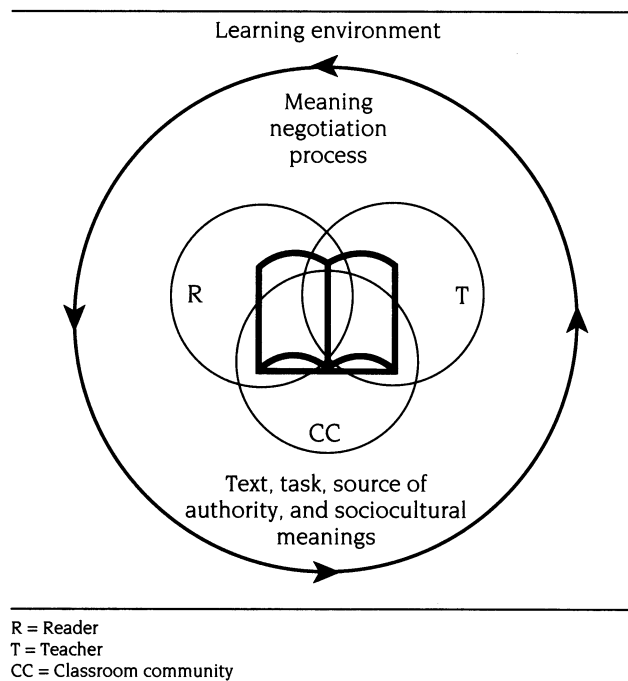 Learning environment
Meaning
negotiation
process
R
T
CC
Text, task, source of
authority, and sociocultural
meanings
R = Reader
T = Teacher
CC = Classroom community